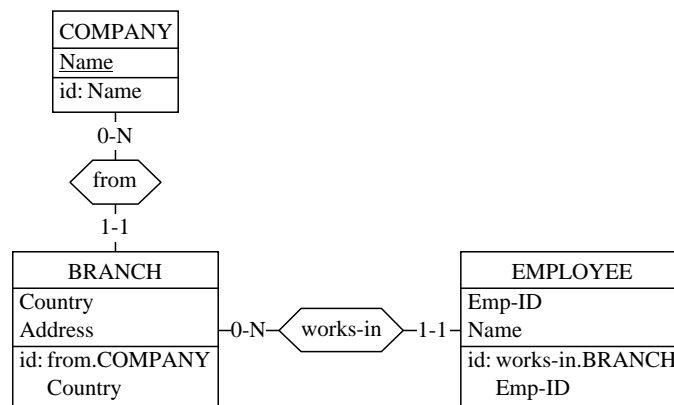 COMPANY
Name
id: Name
0-N
from
1-1
BRANCH
Country
Address
id: from.COMPANY
Country
0-N
works-in
1-1
EMPLOYEE
Emp-ID
Name
id: works-in.BRANCH
Emp-ID